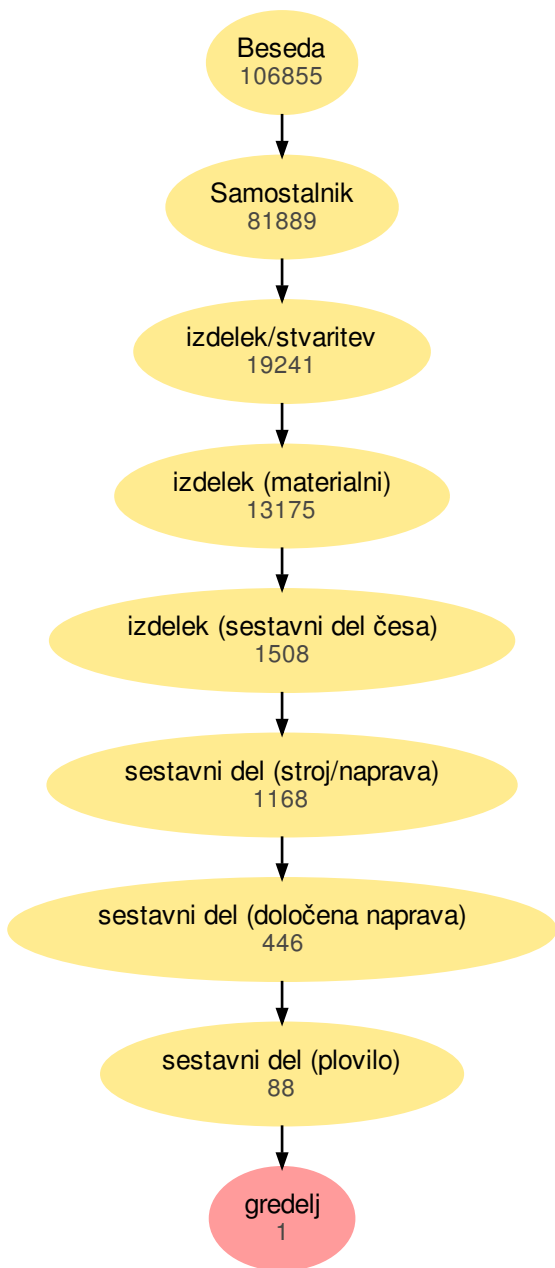 Beseda
106855
Samostalnik
81889
izdelek/stvaritev
19241
izdelek (materialni)
13175
izdelek (sestavni del česa)
1508
sestavni del (stroj/naprava)
1168
sestavni del (določena naprava)
446
sestavni del (plovilo)
88
gredelj
1